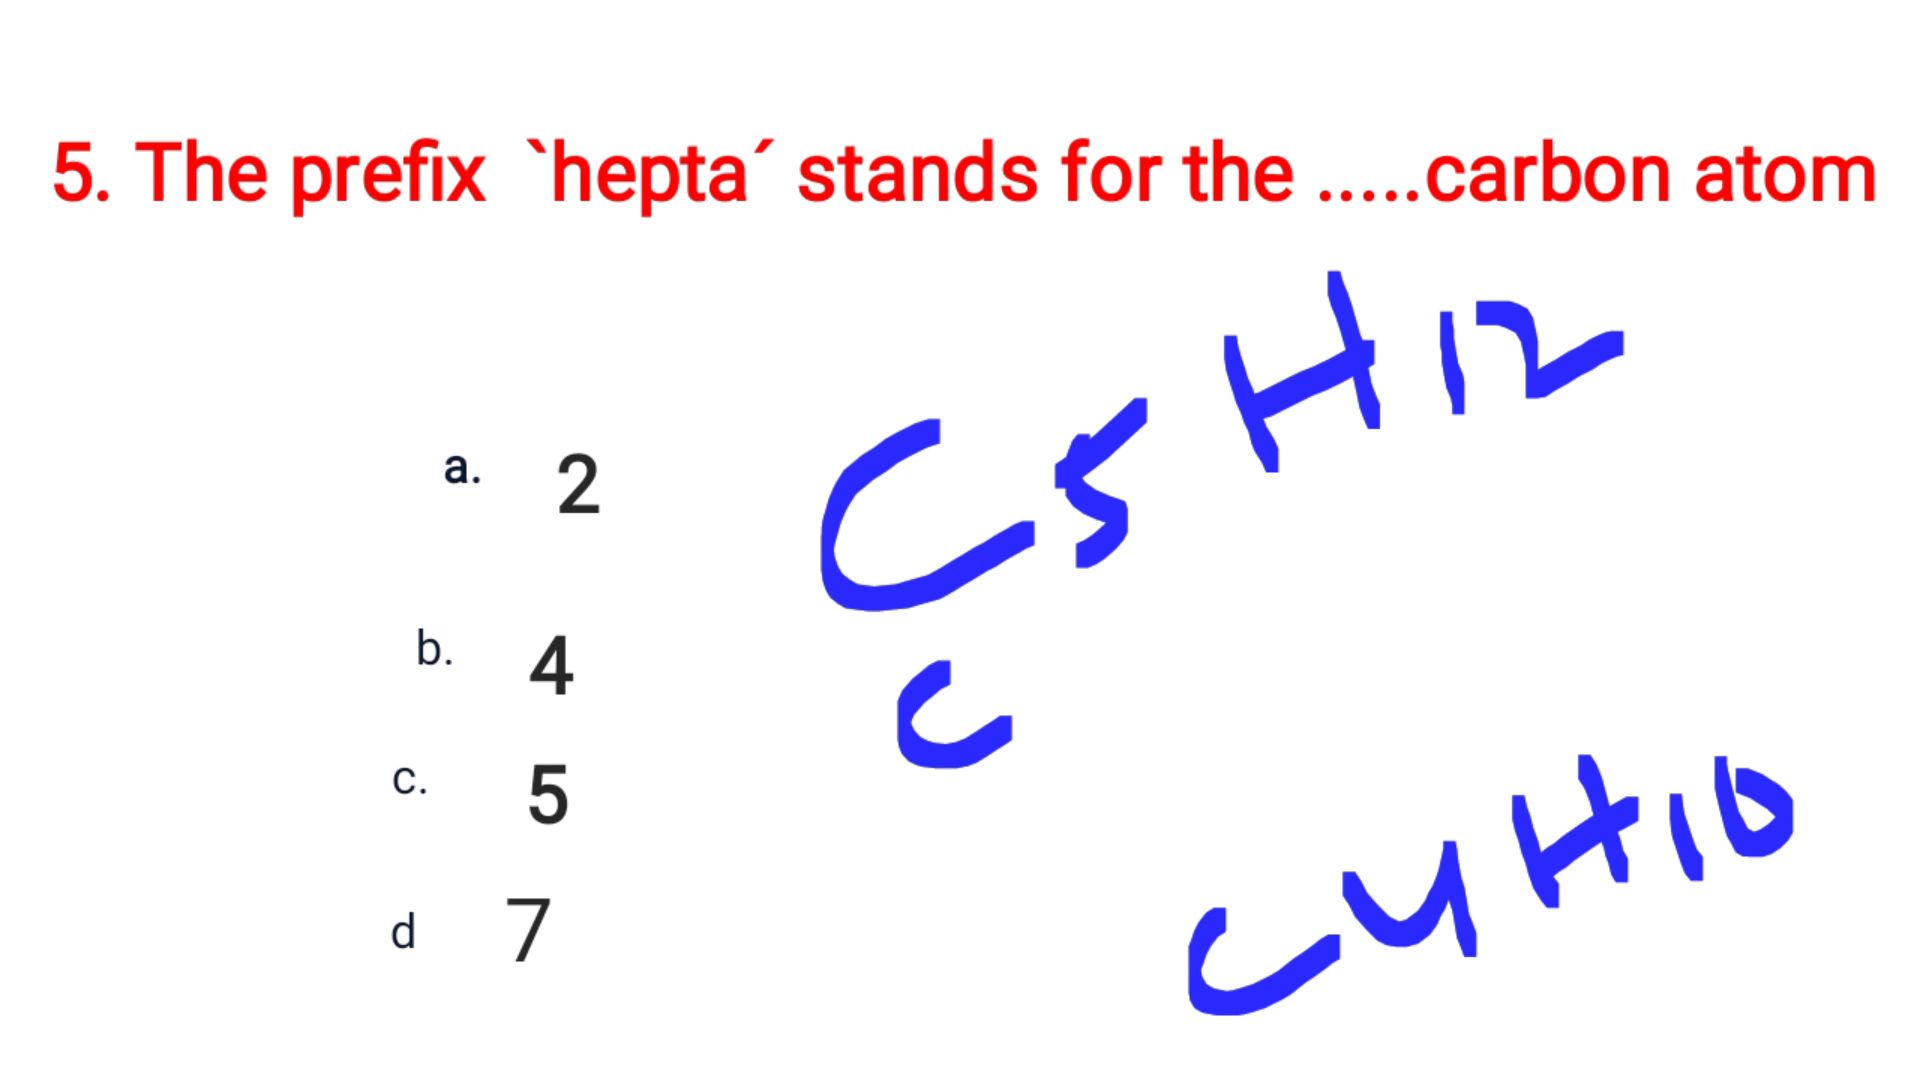 5. The prefix `hepta´ stands for the .....carbon atom
C5H12
a. 2
b. 4
C
c. 5
C4H10
d 7